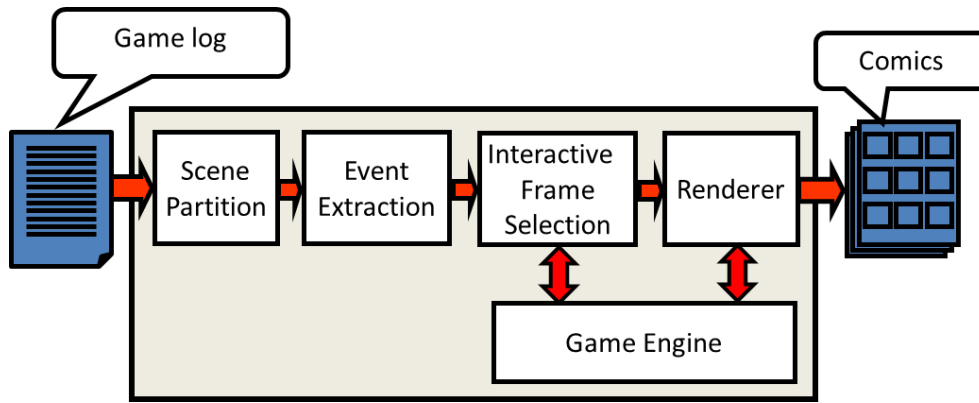 Game log
Comics
Scene
Partition
Event
Extraction
Interactive
Frame
Selection
Renderer
Game Engine